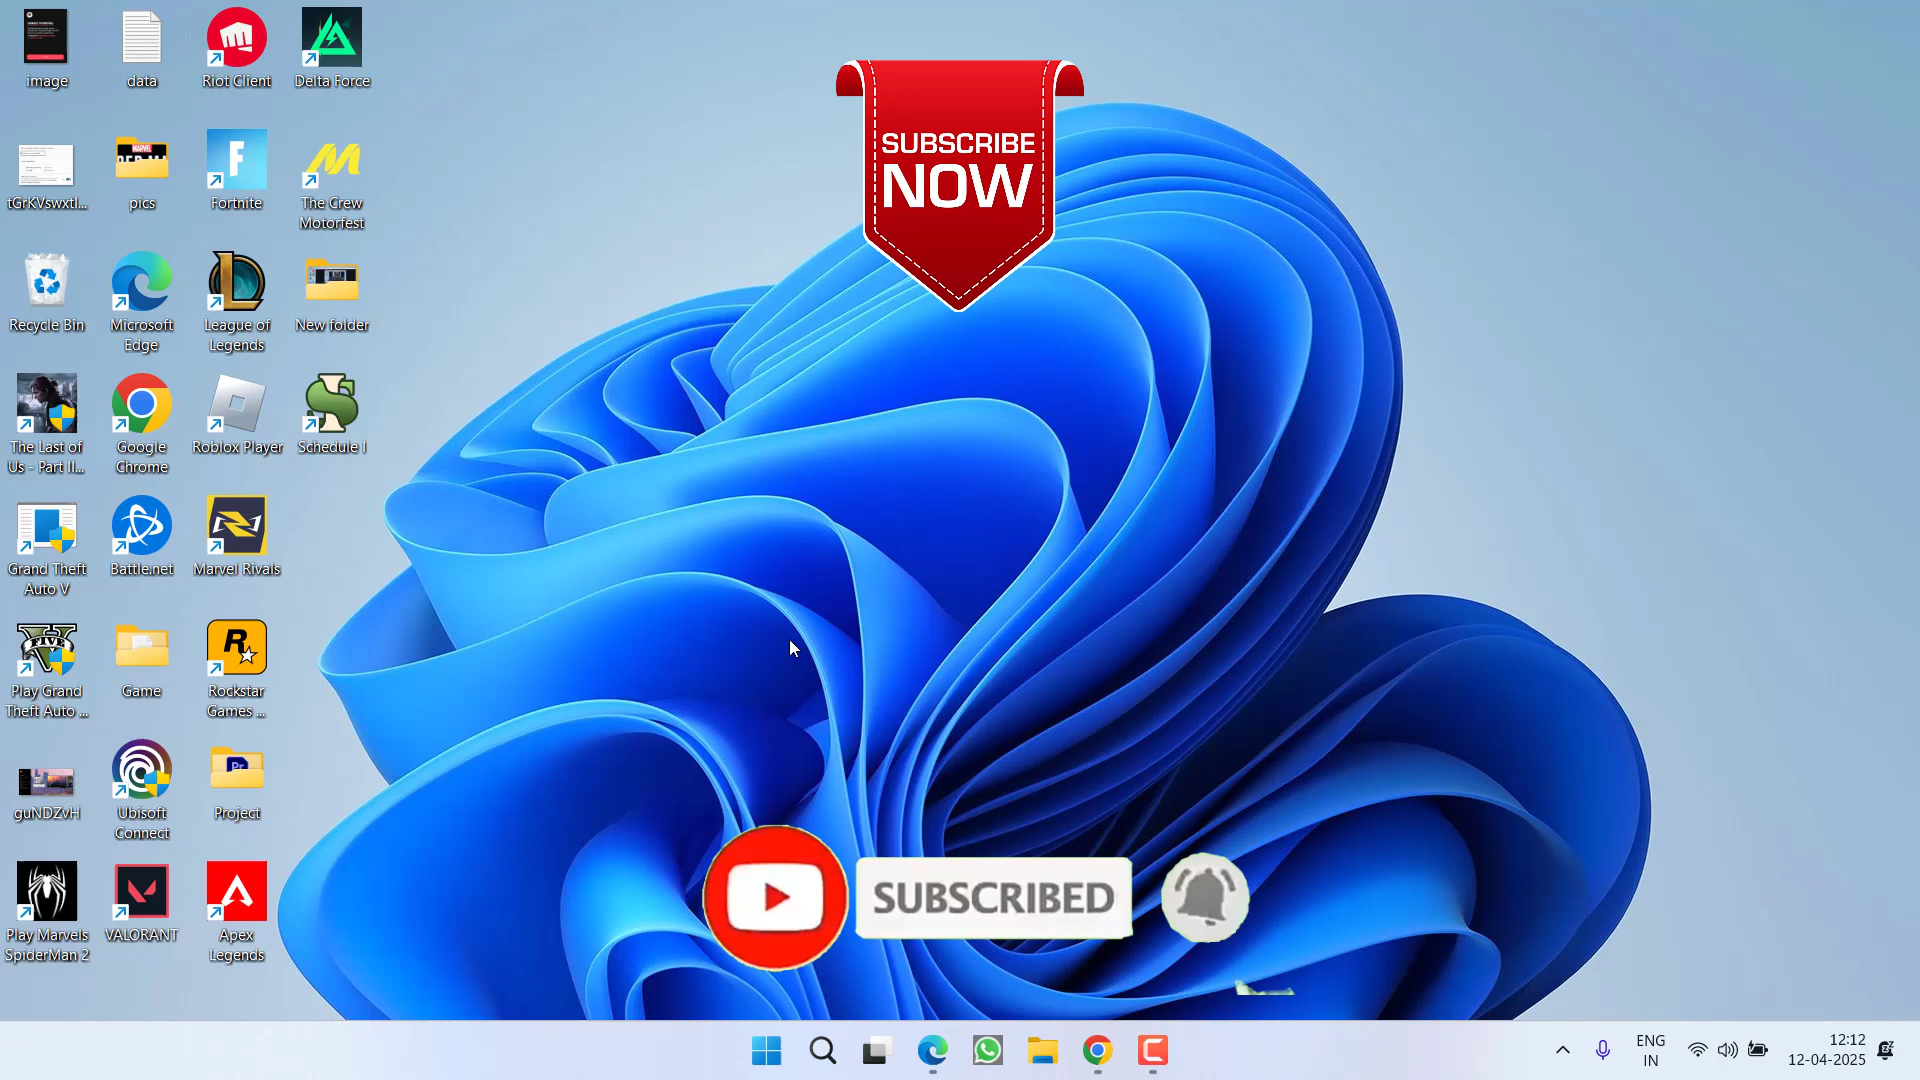 image
data
Riot Client
Delta Force
tGrKVswxtl...
pics
Fortnite
The Crew
Motorfest
Recycle Bin
Microsoft
Edge
League of
Legends
New folder
The Last of
Us - Part II...
Google
Chrome
Roblox Player
Schedule I
Grand Theft
Auto V
Battle.net
Marvel Rivals
Play Grand
Theft Auto ...
Game
Rockstar
Games ...
guNDZvH
Ubisoft
Connect
Project
Play Marvels
SpiderMan 2
VALORANT
Apex
Legends
SUBSCRIBE
NOW
SUBSCRIBED
ENG
IN
12:12
12-04-2025